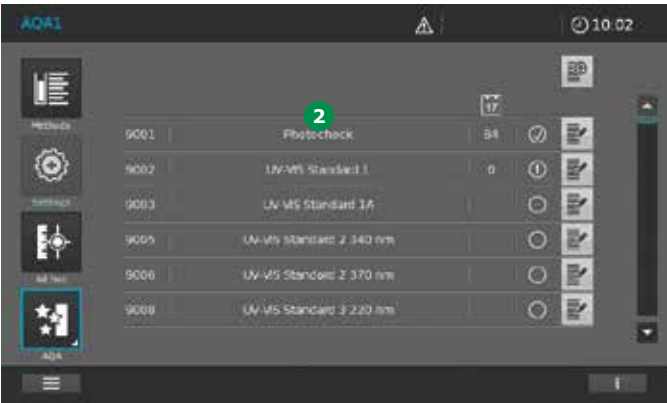 AQA1 10:02
17
2
Methods
9001 Photocheck 84
9002 UV-VIS Standard 1 0
Settings
9003 UV-VIS Standard 1A
9005 UV-VIS Standard 2 340 nm
9006 UV-VIS Standard 2 370 nm
9008 UV-VIS Standard 3 220 nm
AQA
i